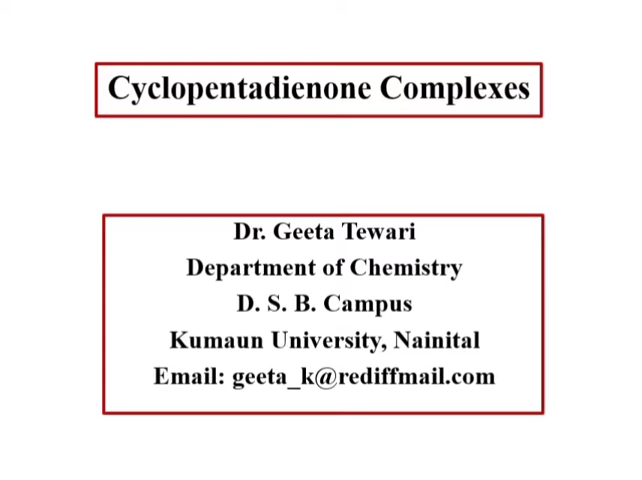 Cyclopentadienone Complexes
Dr. Geeta Tewari
Department of Chemistry
D. S. B. Campus
Kumaun University, Nainital
Email: geeta_k@rediffmail.com